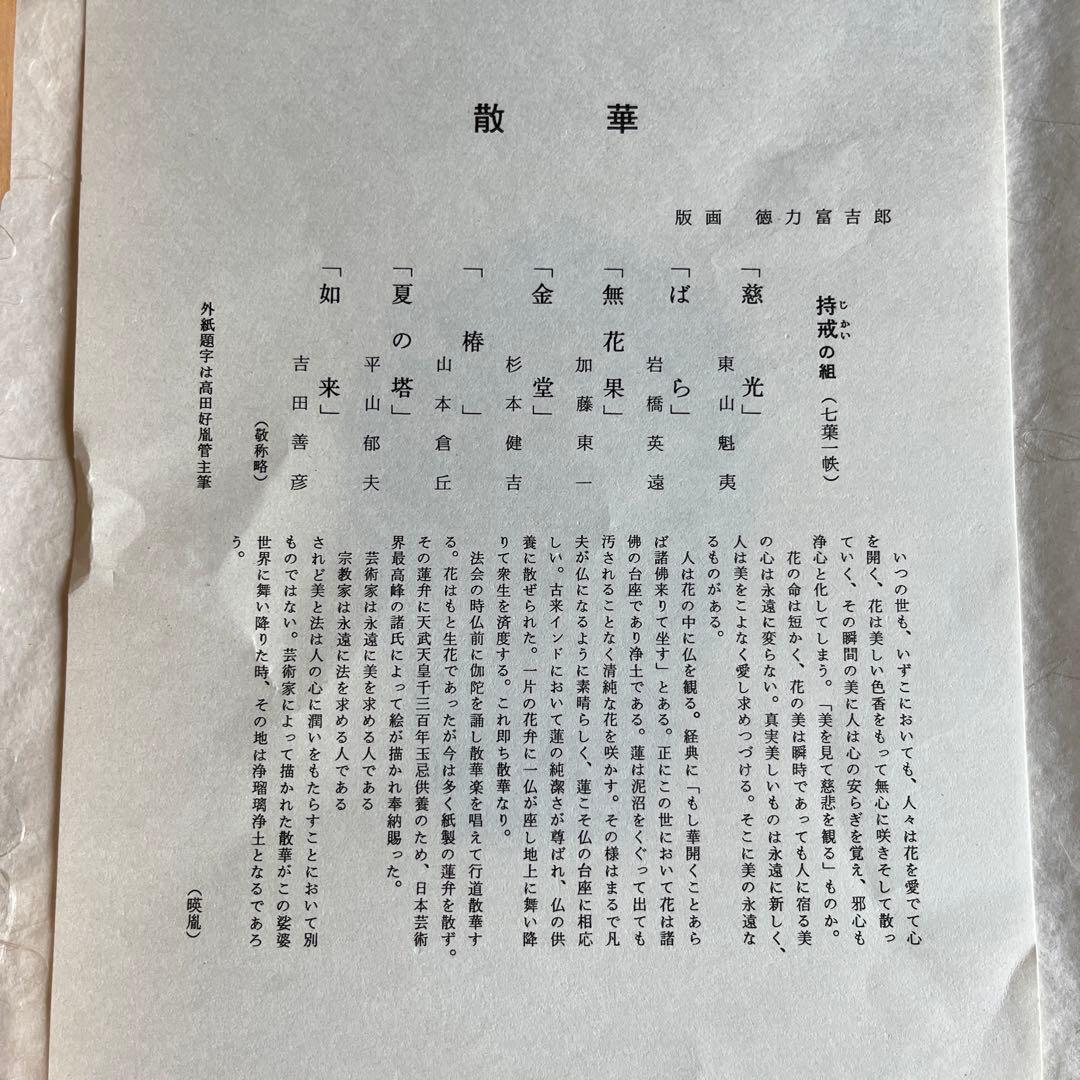 散華
版画 徳力富吉郎
持戒の組（七葉一帙）
じかい
「慈光」
東山魁夷
「ばら」
岩橋英遠
「無花果」
加藤東一
「金堂」
杉本健吉
「椿」
山本倉丘
「夏の塔」
平山郁夫
「如来」
吉田善彦
（敬称略）
外紙題字は高田好胤管主筆
いつの世も、いずこにおいても、人々は花を愛でて心
を開く、花は美しい色香をもって無心に咲きそして散っ
ていく、その瞬間の美に人は心の安らぎを覚え、邪心も
浄心と化してしまう。「美を見て慈悲を観る」ものか。
花の命は短かく、花の美は瞬時であっても人に宿る美
の心は永遠に変らない。真実美しいものは永遠に新しく、
人は美をこよなく愛し求めつづける。そこに美の永遠な
るものがある。
人は花の中に仏を観る。経典に「もし華開くことあら
ば諸佛来りて坐す」とある。正にこの世において花は諸
佛の台座であり浄土である。蓮は泥沼をくぐって出ても
汚されることなく清純な花を咲かす。その様はまるで凡
夫が仏になるように素晴らしく、蓮こそ仏の台座に相応
しい。古来インドにおいて蓮の純潔さが尊ばれ、仏の供
養に散ぜられた。一片の花弁に一仏が座し地上に舞い降
りて衆生を済度する。これ即ち散華なり。
法会の時仏前に伽陀を誦し散華楽を唱えて行道散華す
る。花はもと生花であったが今は多く紙製の蓮弁を散ず。
その蓮弁に天武天皇千三百年玉忌供養のため、日本芸術
界最高峰の諸氏によって絵が描かれ奉納賜った。
芸術家は永遠に美を求める人である
宗教家は永遠に法を求める人である
されど美と法は人の心に潤いをもたらすことにおいて別
ものではない。芸術家によって描かれた散華がこの娑婆
世界に舞い降りた時、その地は浄瑠璃浄土となるであろ
う。
（暎胤）